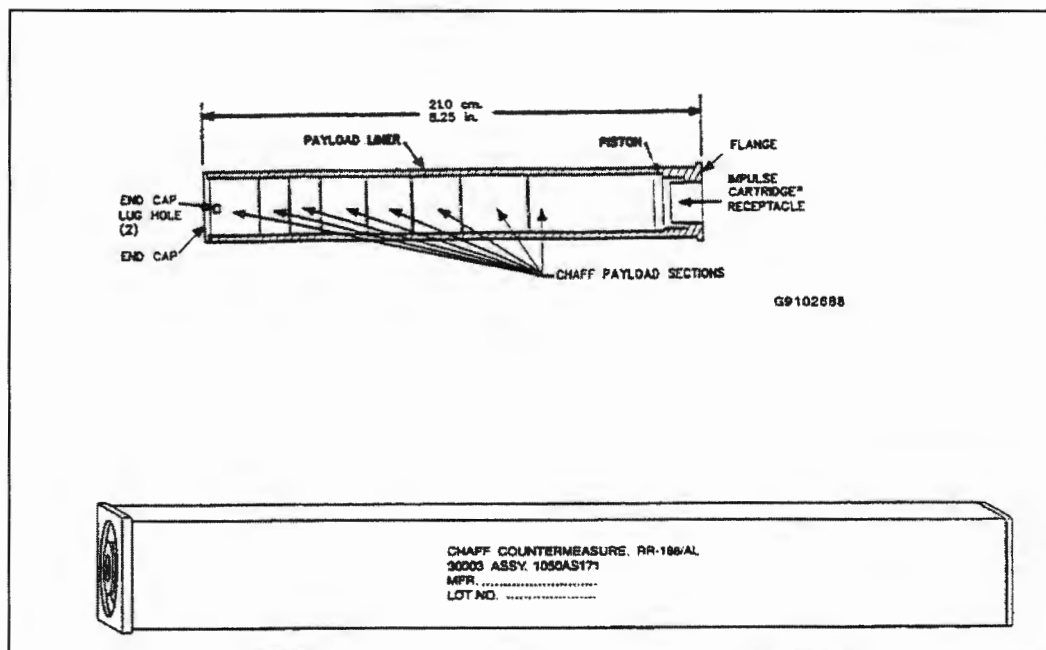 21.0 cm.
8.25 in.
PAYLOAD LINER
PISTON
FLANGE
END CAP
LUG HOLE
(2)
IMPULSE
CARTRIDGE*
RECEPTACLE
END CAP
CHAFF PAYLOAD SECTIONS
G9102688
CHAFF COUNTERMEASURE, RR-186/AL
30003 ASSY. 1050AS171
MFR.
LOT NO.